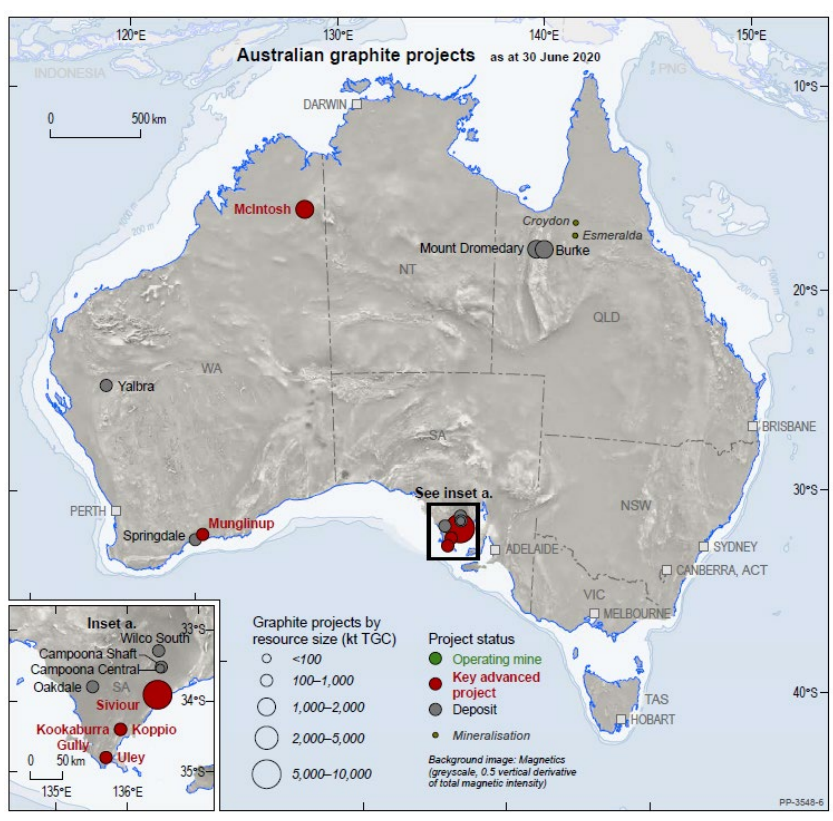 120°E 130°E 140°E 150°E
Australian graphite projects as at 30 June 2020
INDONESIA
PNG
10°S
DARWIN
0 500 km
McIntosh
Croydon
Esmeralda
Mount Dromedary
Burke
NT
20°S
QLD
WA
Yalbra
SA
BRISBANE
See inset a.
30°S
NSW
PERTH
Munglinup
Springdale
ADELAIDE
SYDNEY
CANBERRA, ACT
VIC
MELBOURNE
40°S
TAS
HOBART
Inset a.
33°S
Wilco South
Campoona Shaft
Campoona Central
Oakdale
SA
Siviour
34°S
Kookaburra
Gully
Koppio
Uley
0 50 km
35°S
135°E 136°E
Graphite projects by
resource size (kt TGC)
<100
100–1,000
1,000–2,000
2,000–5,000
5,000–10,000
Project status
Operating mine
Key advanced
project
Deposit
Mineralisation
Background image: Magnetics
(greyscale, 0.5 vertical derivative
of total magnetic intensity)
PP-3548-6